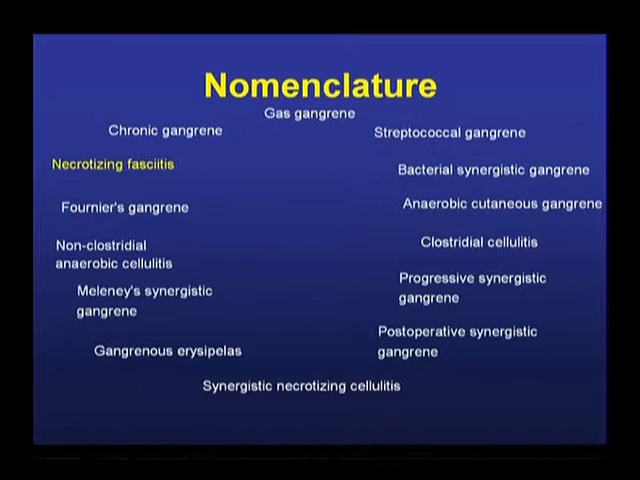 Nomenclature
Gas gangrene
Chronic gangrene
Streptococcal gangrene
Necrotizing fasciitis
Bacterial synergistic gangrene
Fournier's gangrene
Anaerobic cutaneous gangrene
Non-clostridial
anaerobic cellulitis
Clostridial cellulitis
Meleney's synergistic
gangrene
Progressive synergistic
gangrene
Gangrenous erysipelas
Postoperative synergistic
gangrene
Synergistic necrotizing cellulitis